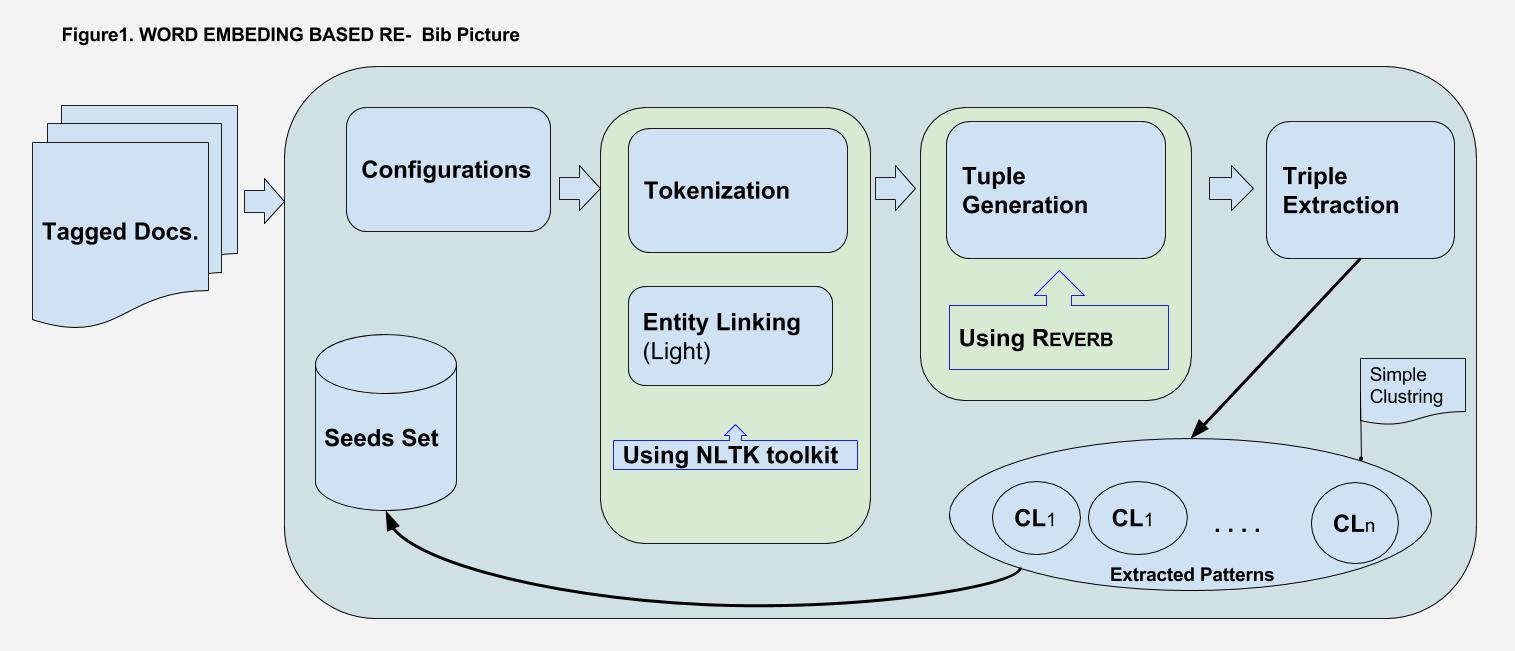 Figure1. WORD EMBEDING BASED RE-  Bib Picture
Tagged Docs.
Configurations
Tokenization
Entity Linking
(Light)
Using NLTK toolkit
Tuple
Generation
Using REVERB
Triple
Extraction
Simple
Clustring
CL1
CL1
. . . .
CLn
Extracted Patterns
Seeds Set